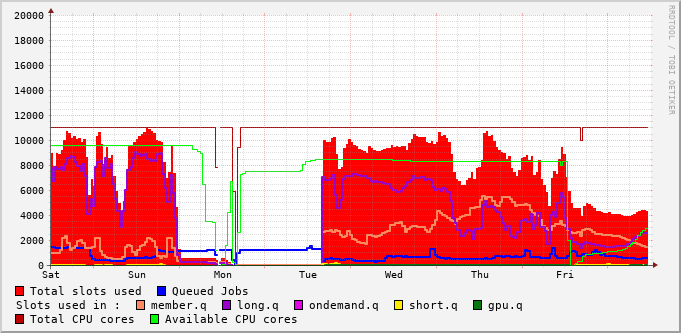 RRDTOOL / TOBI OETIKER
20000
18000
16000
14000
12000
10000
8000
6000
4000
2000
0
Sat Sun Mon Tue Wed Thu Fri
Total slots used Queued Jobs
Slots used in : member.q long.q ondemand.q short.q gpu.q
Total CPU cores Available CPU cores